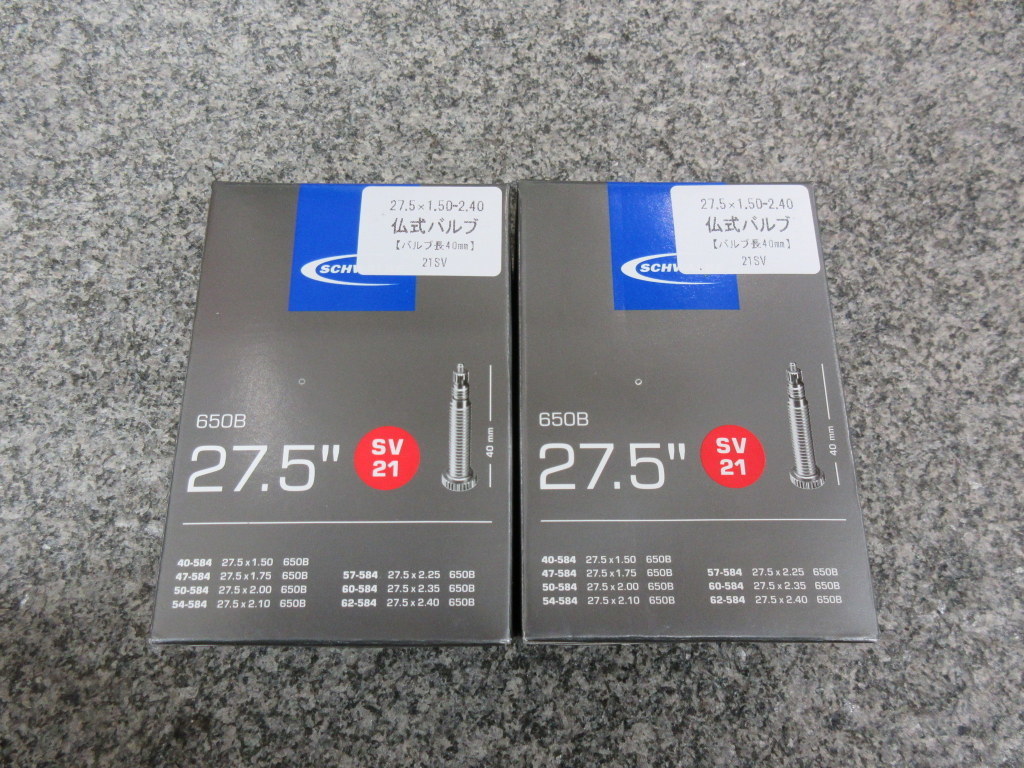 27.5×1.50-2.40
仏式バルブ
【バルブ長40mm】
21SV
SCHW
650B
27.5"
SV
21
40 mm
40-584 27.5 x 1.50 650B
47-584 27.5 x 1.75 650B
50-584 27.5 x 2.00 650B
54-584 27.5 x 2.10 650B
57-584 27.5 x 2.25 650B
60-584 27.5 x 2.35 650B
62-584 27.5 x 2.40 650B
27.5×1.50-2.40
仏式バルブ
【バルブ長40mm】
21SV
SCHW
650B
27.5"
SV
21
40 mm
40-584 27.5 x 1.50 650B
47-584 27.5 x 1.75 650B
50-584 27.5 x 2.00 650B
54-584 27.5 x 2.10 650B
57-584 27.5 x 2.25 650B
60-584 27.5 x 2.35 650B
62-584 27.5 x 2.40 650B